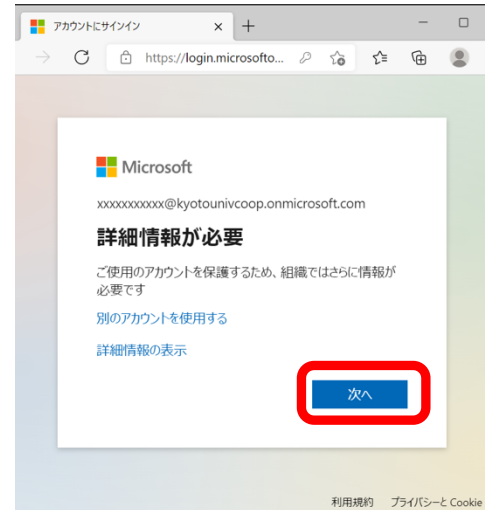 アカウントにサインイン
https://login.microsofto...
Microsoft
xxxxxxxxxxx@kyotounivcoop.onmicrosoft.com
詳細情報が必要
ご使用のアカウントを保護するため、組織ではさらに情報が
必要です
別のアカウントを使用する
詳細情報の表示
次へ
利用規約 プライバシーと Cookie